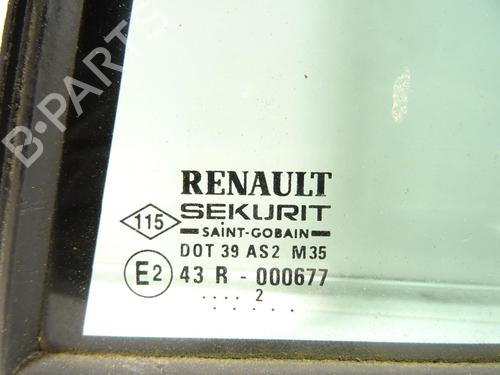 B-PARTS
RENAULT
115
SEKURIT
SAINT-GOBAIN
DOT 39 AS2 M35
E2 43 R - 000677
.... 2
.....